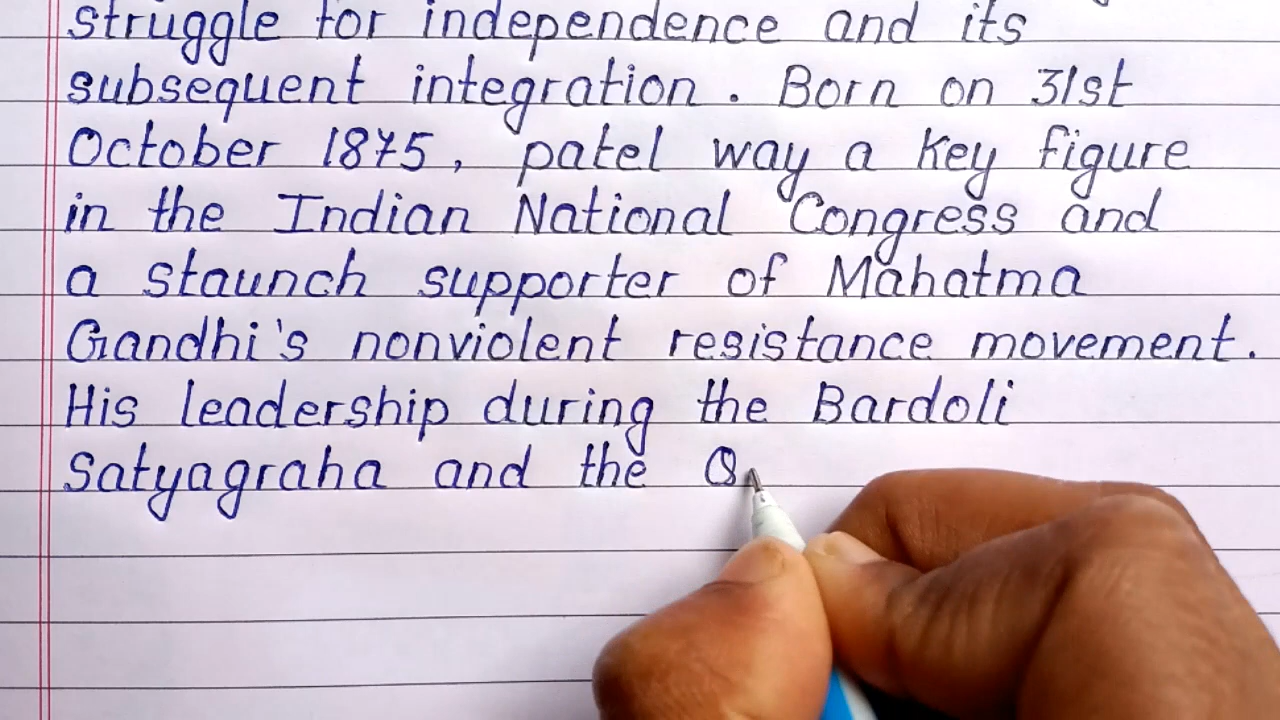 struggle for independence and its
subsequent integration. Born on 31st
October 1875, patel way a key figure
in the Indian National Congress and
a staunch supporter of Mahatma
Gandhi's nonviolent resistance movement.
His leadership during the Bardoli
Satyagraha and the Q